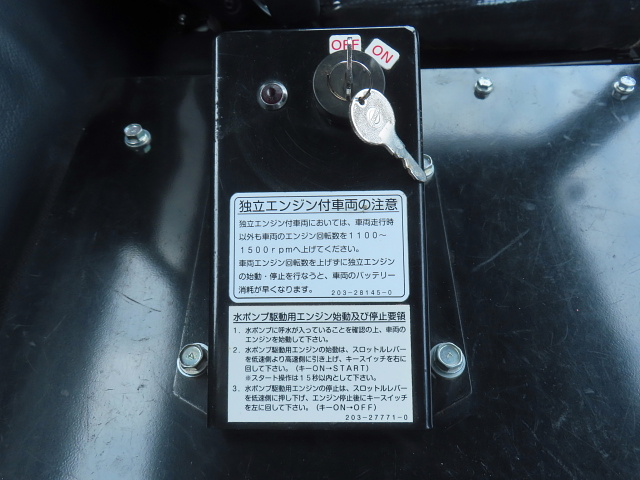 OFF
ON
独立エンジン付車両の注意
独立エンジン付車両においては、車両走行時
以外も車両のエンジン回転数を1100～
1500rpmへ上げてください。
車両エンジン回転数を上げずに独立エンジン
の始動・停止を行なうと、車両のバッテリー
消耗が早くなります。
203-28145-0
水ポンプ駆動用エンジン始動及び停止要領
1．水ポンプに呼水が入っていることを確認の上、車両の
エンジンを始動して下さい。
2．水ポンプ駆動用エンジンの始動は、スロットルレバー
を低速側より高速側に引き上げ、キースイッチを右に
回して下さい。（キーON→START）
※スタート操作は15秒以内として下さい。
3．水ポンプ駆動用エンジンの停止は、スロットルレバー
を低速側に押し下げ、エンジン停止後にキースイッチ
を左に回して下さい。（キーON→OFF）
203-27771-0